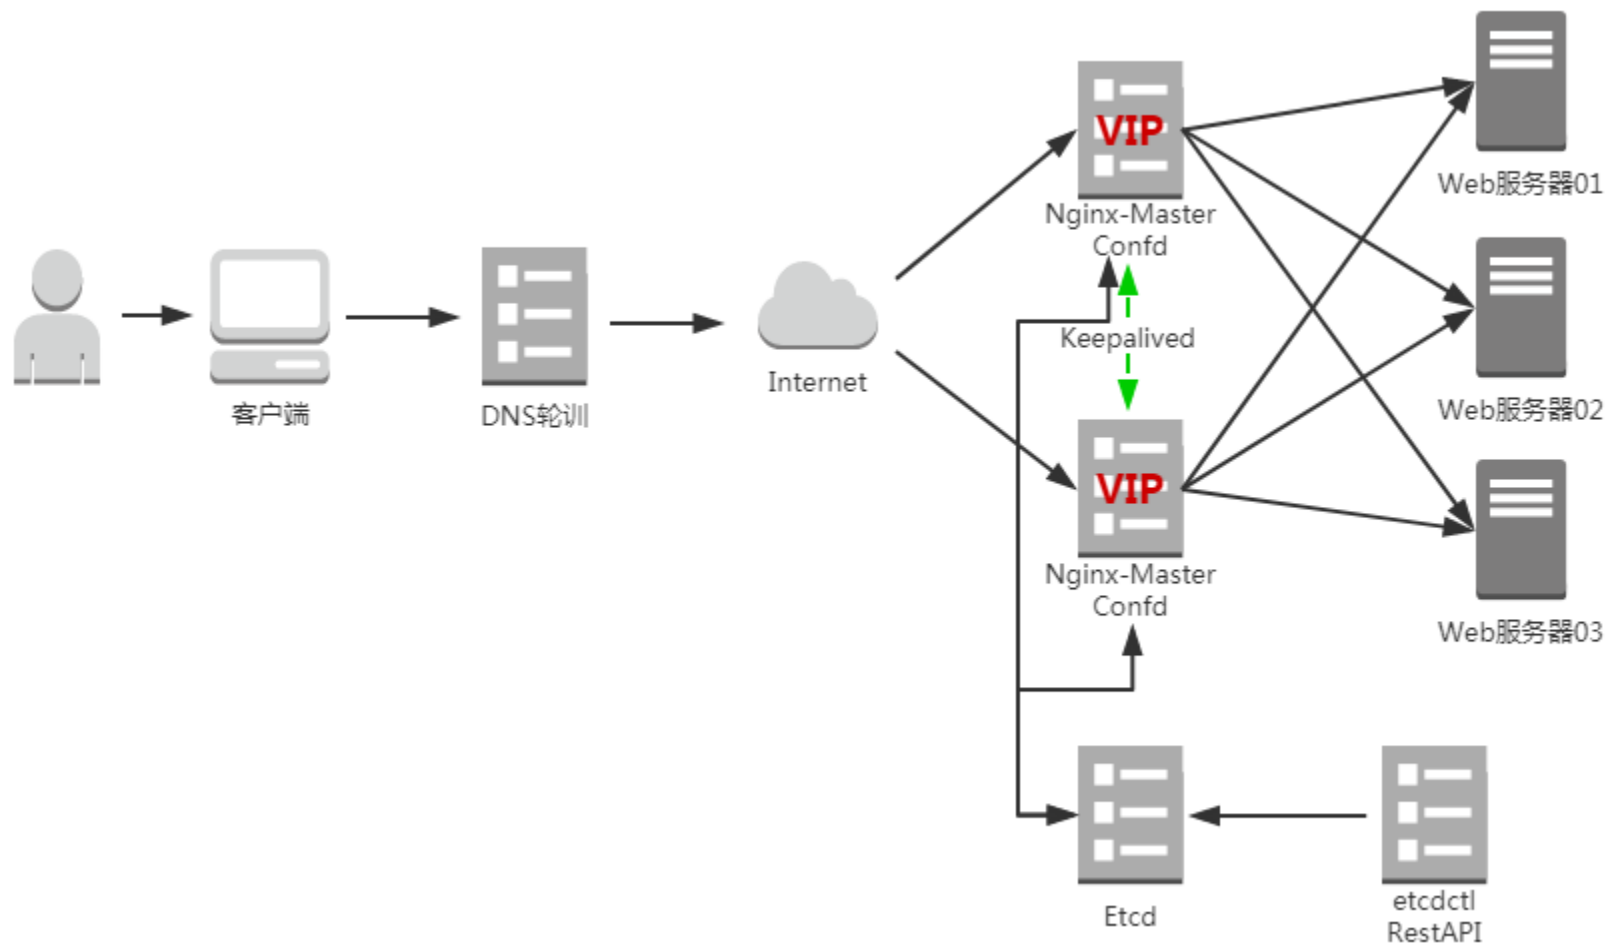 VIP
Nginx-Master
Confd
Web服务器01
Keepalived
客户端
DNS轮训
Internet
Web服务器02
VIP
Nginx-Master
Confd
Web服务器03
Etcd
etcdctl
RestAPI